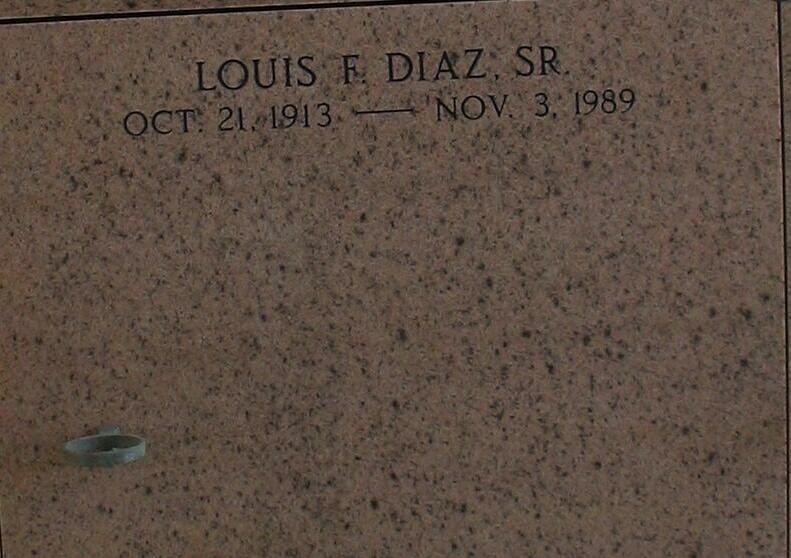 LOUIS F. DIAZ, SR.
OCT. 21, 1913 — NOV. 3, 1989